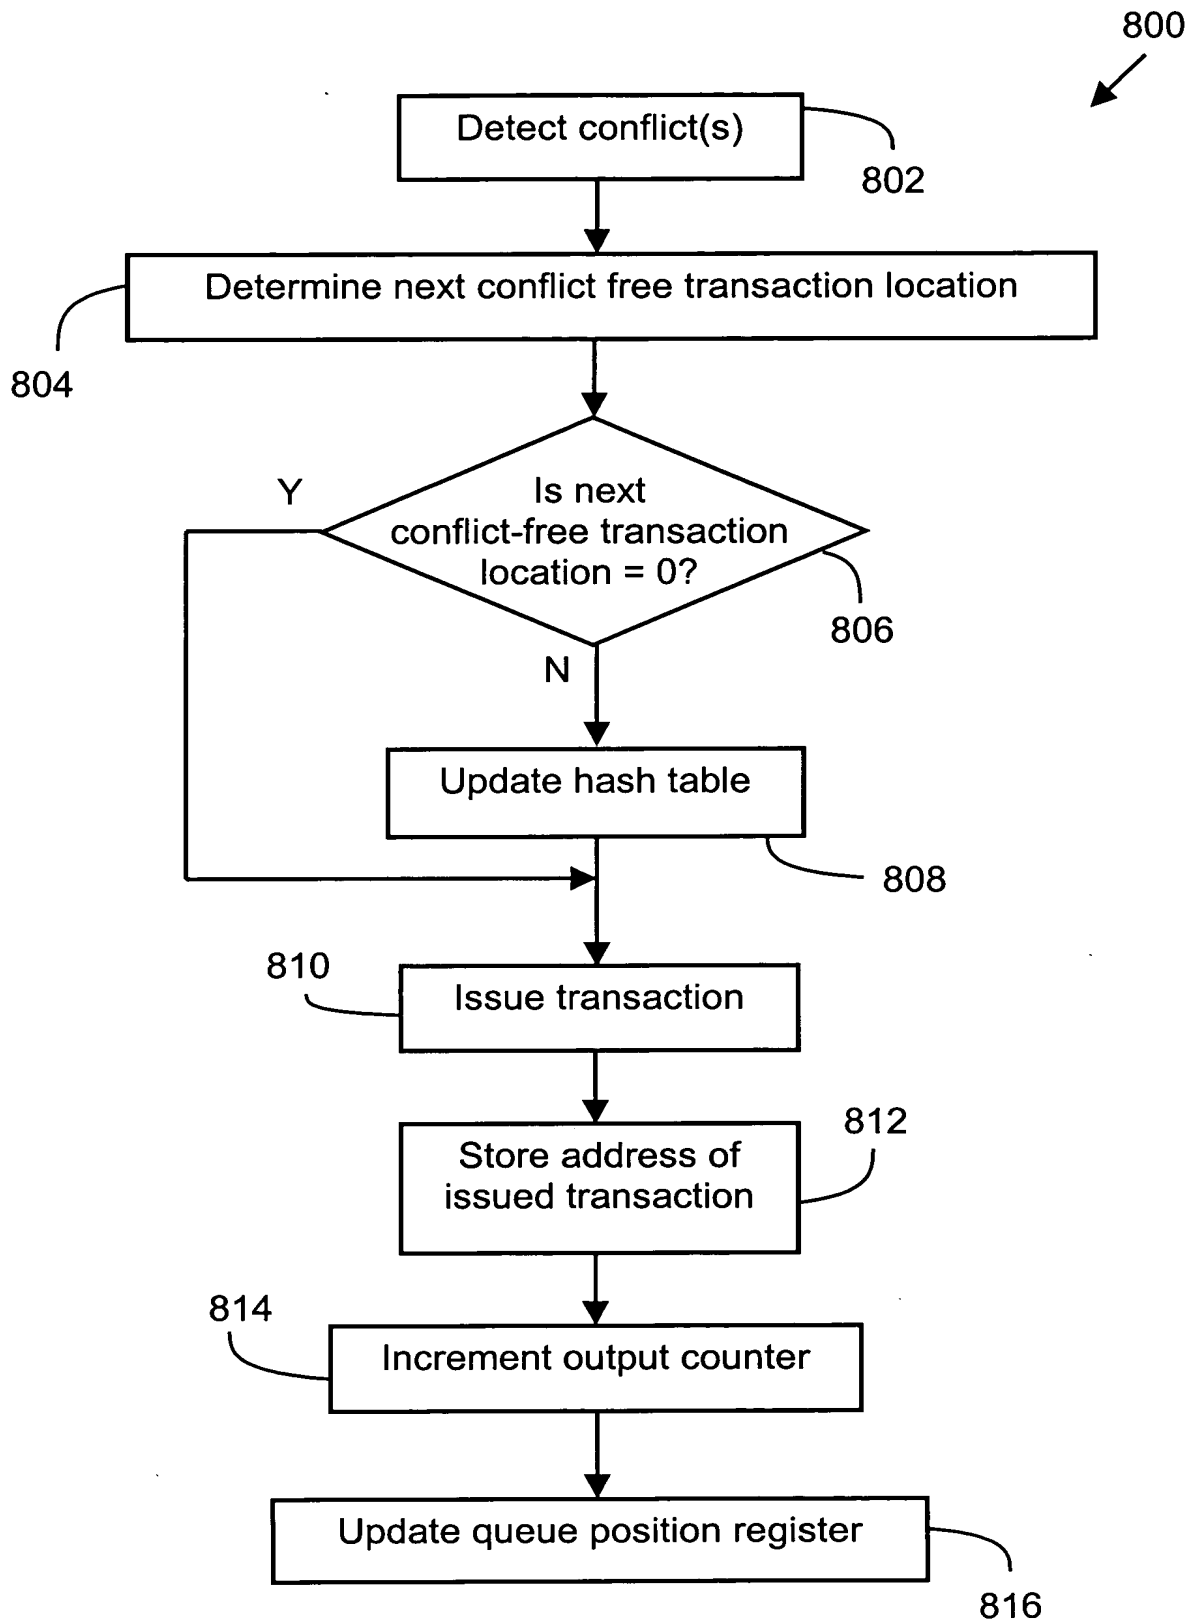 800
Detect conflict(s)
802
Determine next conflict free transaction location
804
Y
Is next
conflict-free transaction
location = 0?
806
N
Update hash table
808
810
Issue transaction
812
Store address of
issued transaction
814
Increment output counter
Update queue position register
816